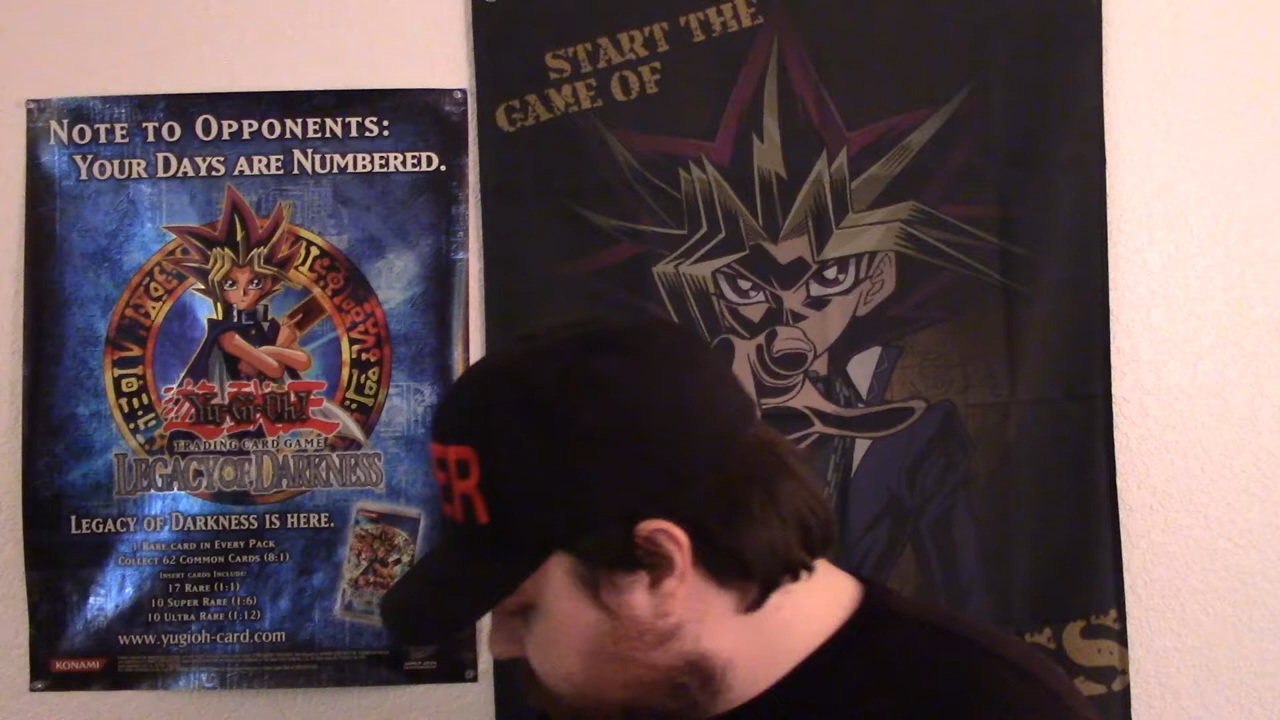 NOTE TO OPPONENTS:
YOUR DAYS ARE NUMBERED.
遊戯王
Yu-Gi-Oh!
TRADING CARD GAME
LEGACY OF DARKNESS
LEGACY OF DARKNESS IS HERE.
1 RARE CARD IN EVERY PACK
COLLECT 62 COMMON CARDS (8:1)
INSERT CARDS INCLUDE:
17 RARE (1:1)
10 SUPER RARE (1:6)
10 ULTRA RARE (1:12)
www.yugioh-card.com
KONAMI
START THE
GAME OF
S
ER